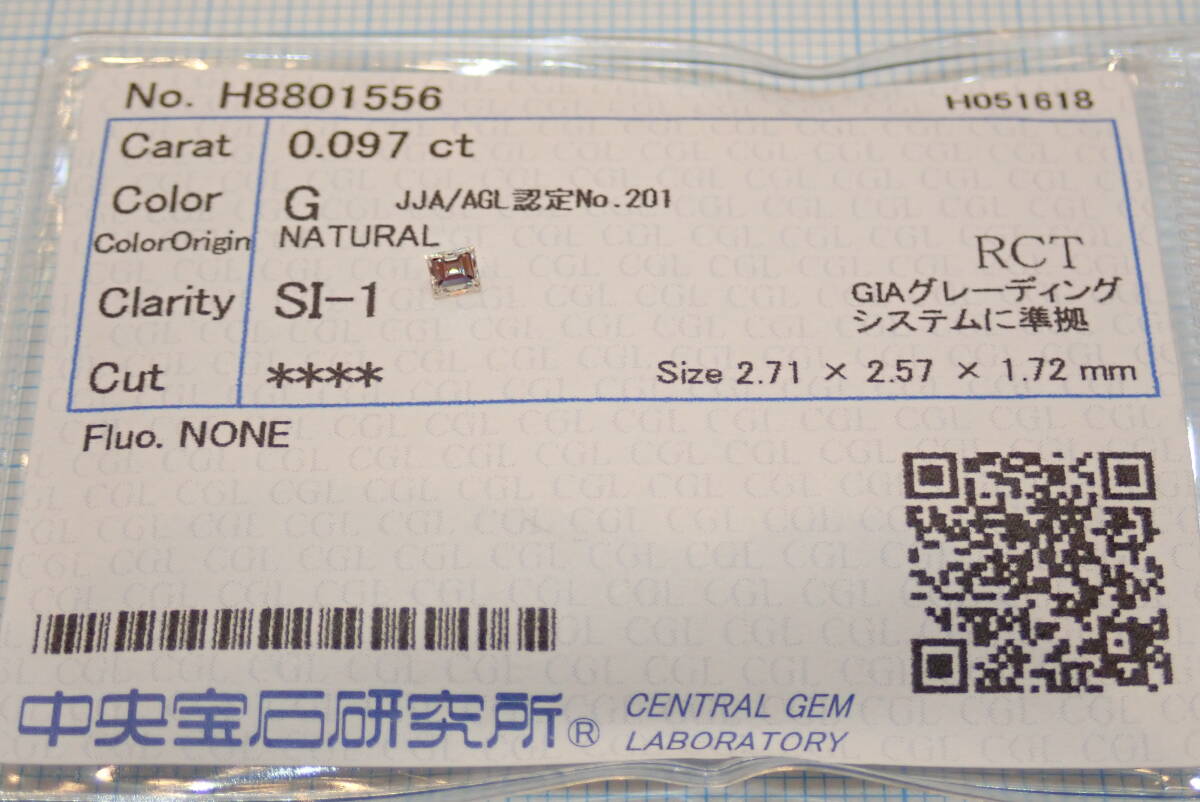 No. H8801556 H051618
Carat 0.097 ct
Color G JJA/AGL認定No.201
ColorOrigin NATURAL
RCT
Clarity SI-1
GIAグレーディング
システムに準拠
Cut **** Size 2.71 × 2.57 × 1.72 mm
Fluo. NONE
中央宝石研究所® CENTRAL GEM
LABORATORY